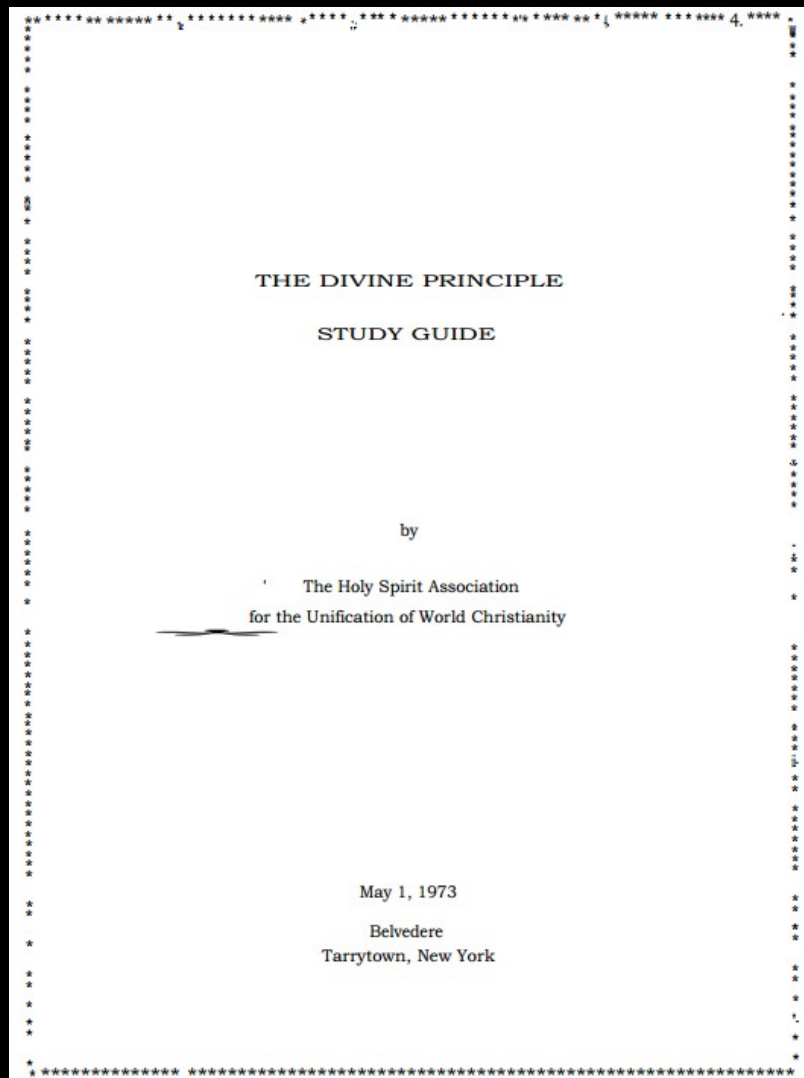 THE DIVINE PRINCIPLE
STUDY GUIDE
by
The Holy Spirit Association
for the Unification of World Christianity
May 1, 1973
Belvedere
Tarrytown, New York